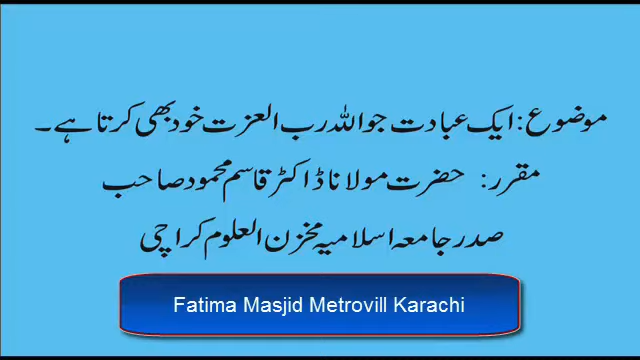 موضوع: ایک عبادت جو اللہ رب العزت خود بھی کرتا ہے۔
مقرر: حضرت مولانا ڈاکٹر قاسم محمود صاحب
صدر جامعہ اسلامیہ مخزن العلوم کراچی
Fatima Masjid Metrovill Karachi